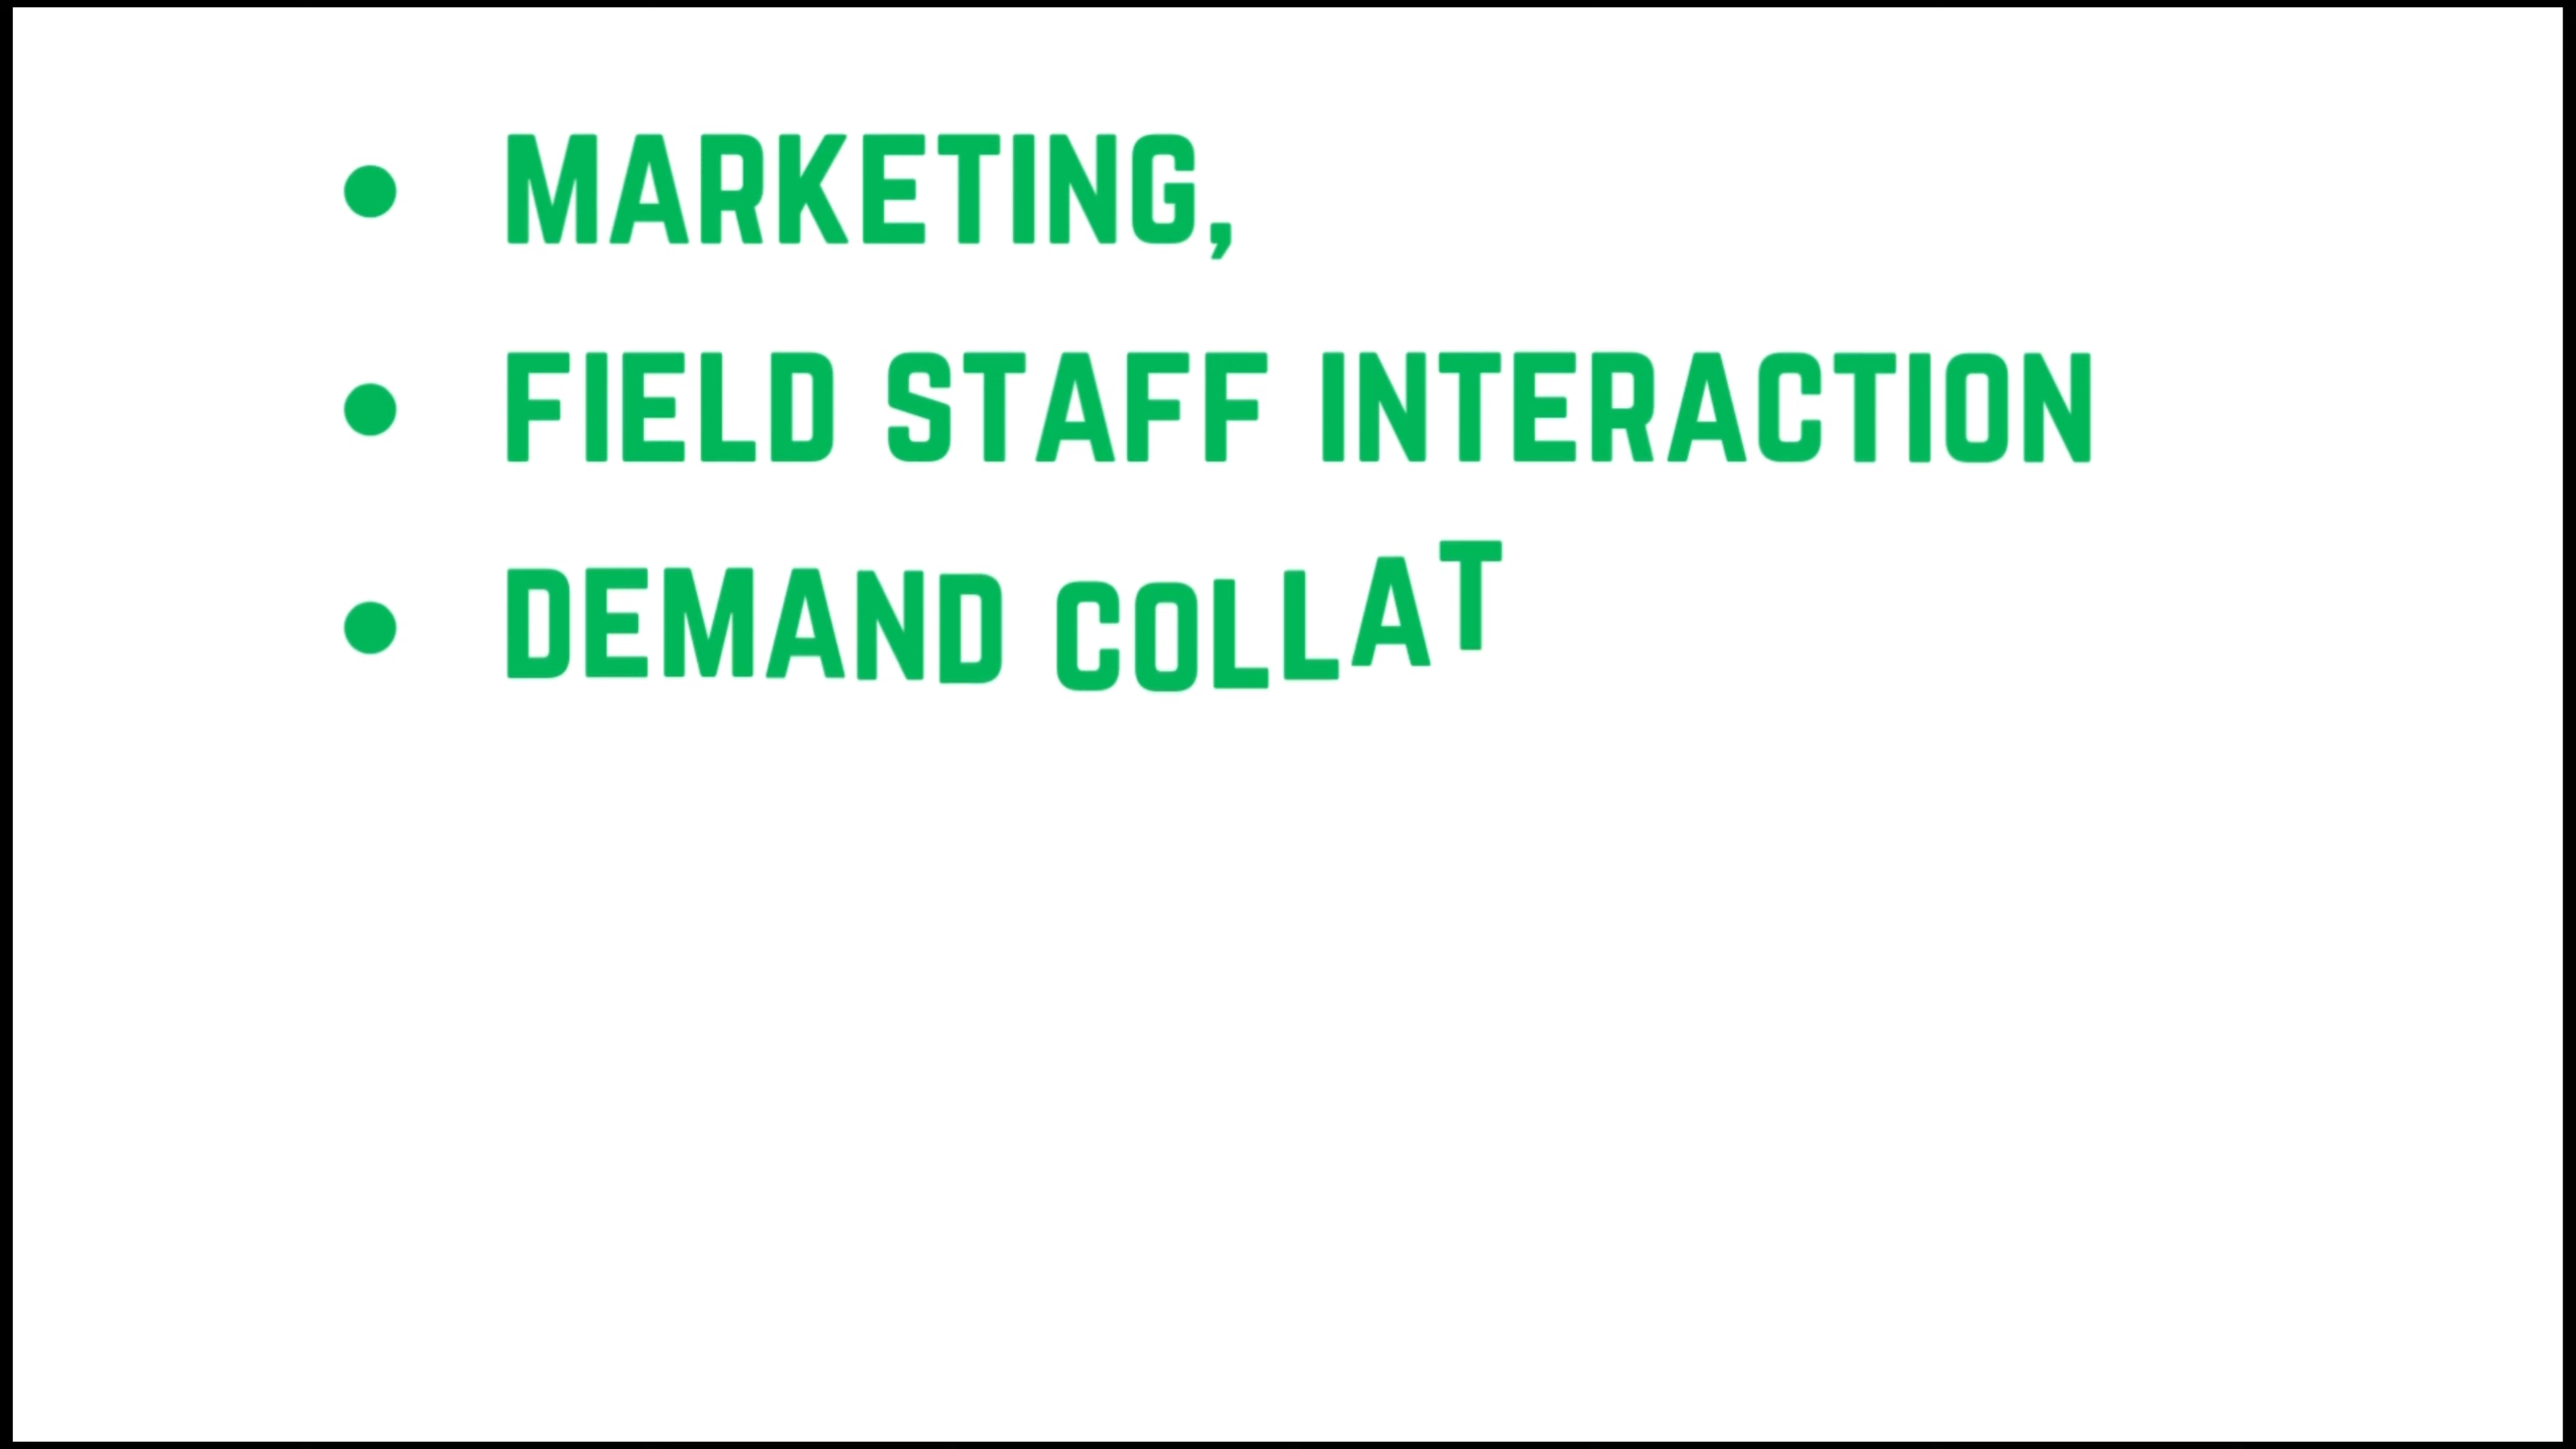 • MARKETING,
• FIELD STAFF INTERACTION
• DEMAND COLLAT